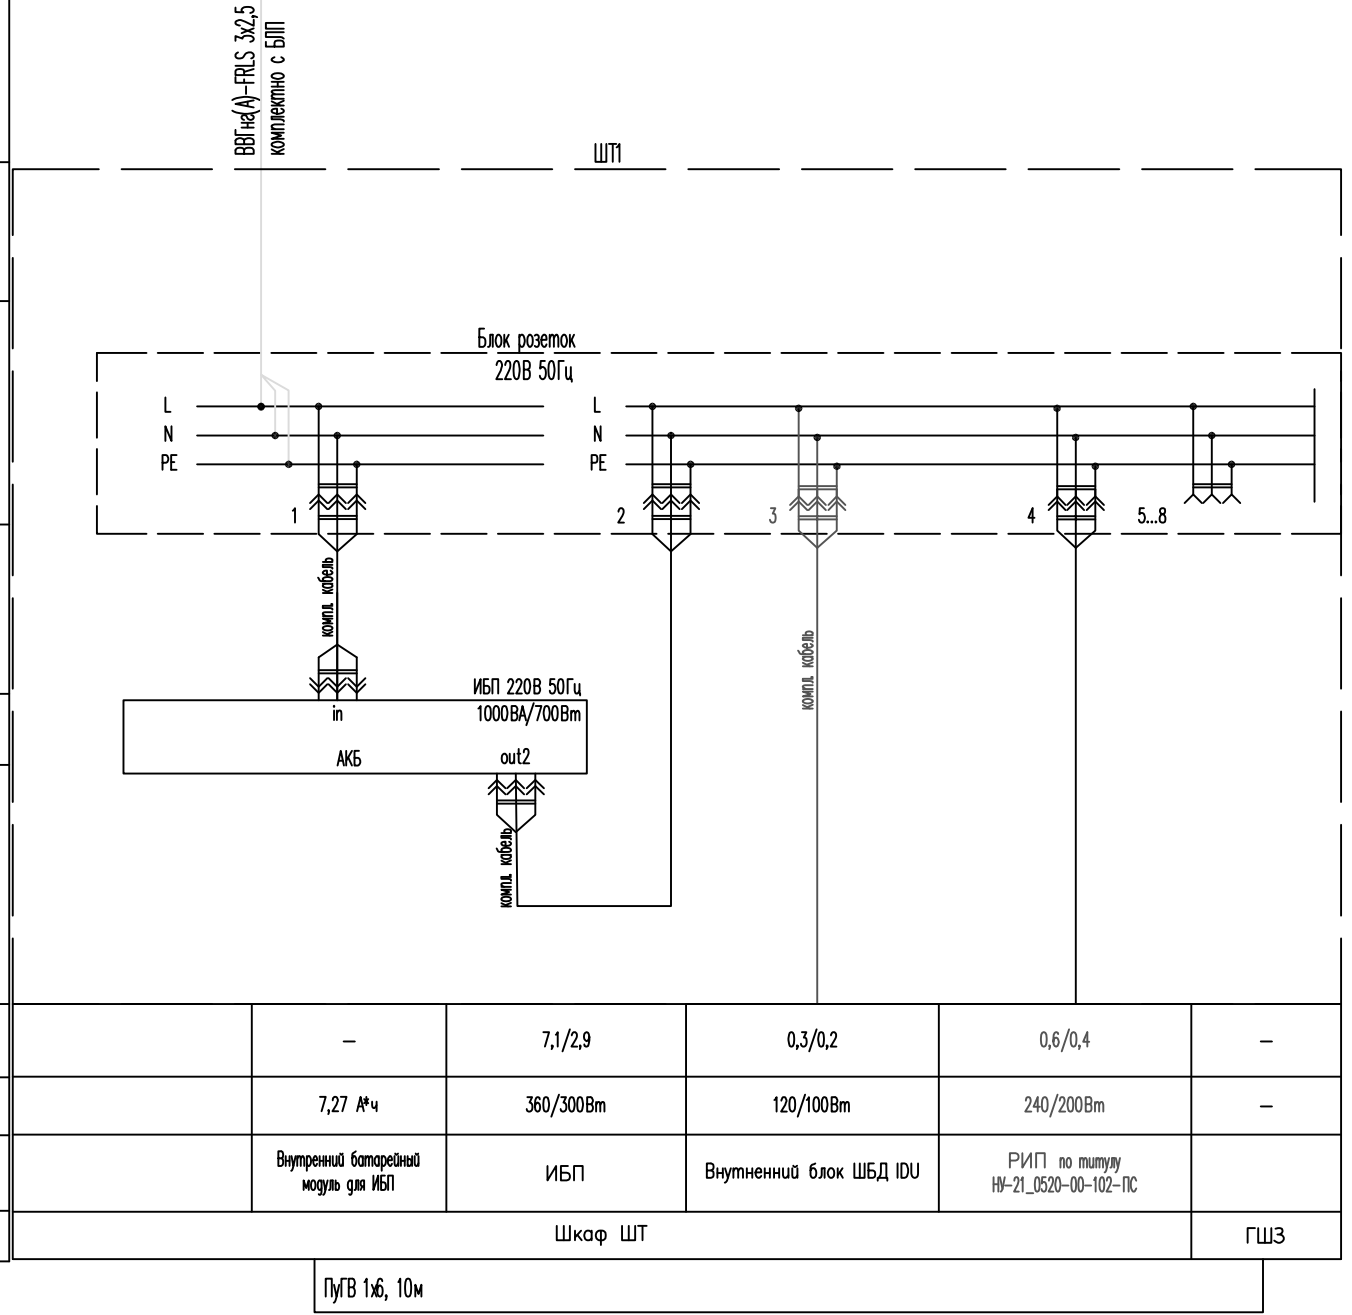 ВВГнг(А)-FRLS 3х2,5
комплектно с БЛП
ШТ1
Блок розеток
220В 50Гц
L
N
PE
L
N
PE
1
2
3
4
5...8
компл. кабель
компл. кабель
ИБП 220В 50Гц
in
1000ВА/700Вт
АКБ
out2
компл. кабель
–
7,1/2,9
0,3/0,2
0,6/0,4
–
7,27 А*ч
360/300Вт
120/100Вт
240/200Вт
–
Внутренний батарейный
модуль для ИБП
ИБП
Внутненний блок ШБД IDU
РИП по титулу
НУ-21_0520-00-102-ПС
Шкаф ШТ
ГШЗ
ПуГВ 1х6, 10м